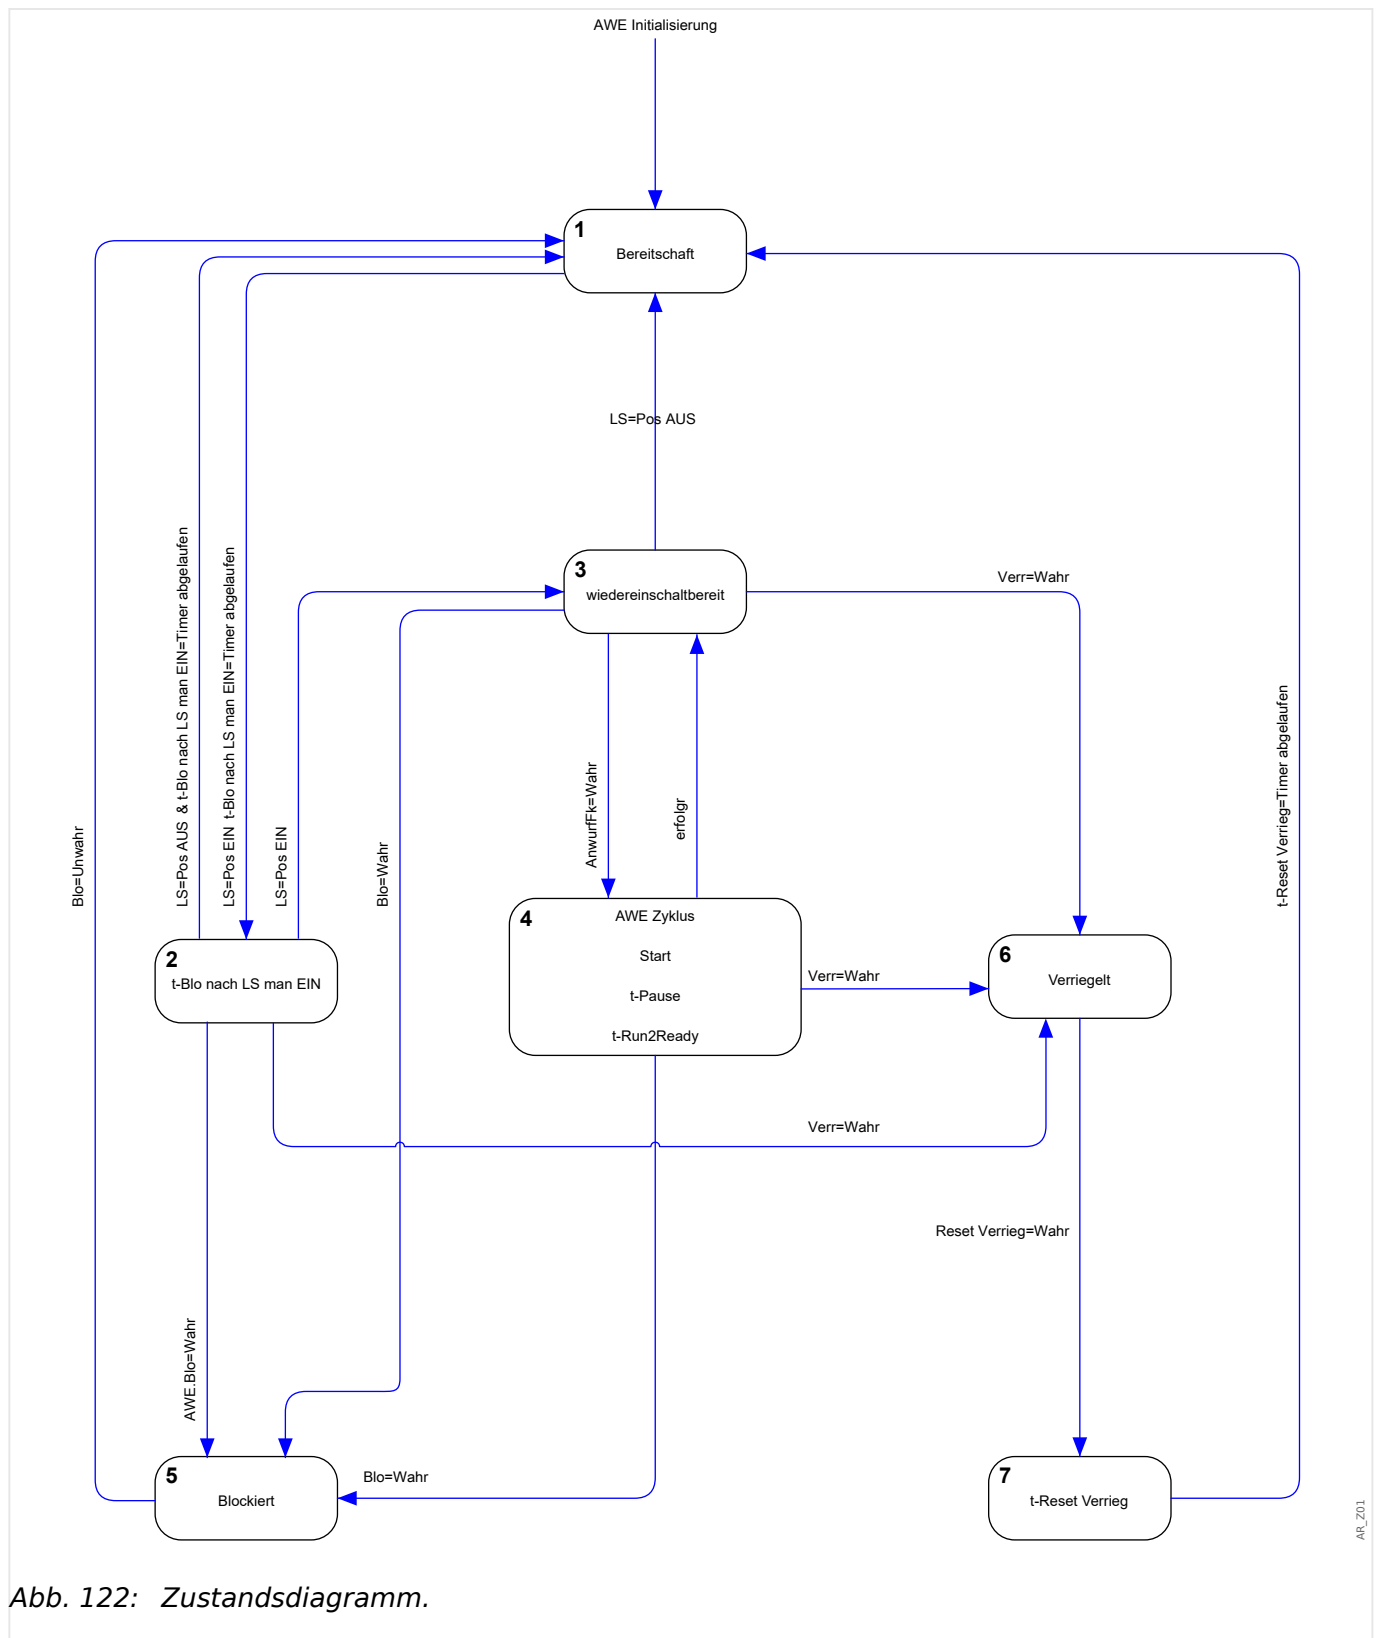 AWE Initialisierung
1
Bereitschaft
LS=Pos AUS
3
wiedereinschaltbereit
Verr=Wahr
LS=Pos AUS & t-Blo nach LS man EIN=Timer abgelaufen
LS=Pos EIN t-Blo nach LS man EIN=Timer abgelaufen
LS=Pos EIN
Blo=Unwahr
Blo=Wahr
AnwurfFk=Wahr
erfolgr
t-Reset Verrieg=Timer abgelaufen
2
t-Blo nach LS man EIN
4
AWE Zyklus
Start
t-Pause
t-Run2Ready
Verr=Wahr
6
Verriegelt
Verr=Wahr
Reset Verrieg=Wahr
AWE.Blo=Wahr
5
Blockiert
Blo=Wahr
7
t-Reset Verrieg
AR_Z01
Abb. 122: Zustandsdiagramm.